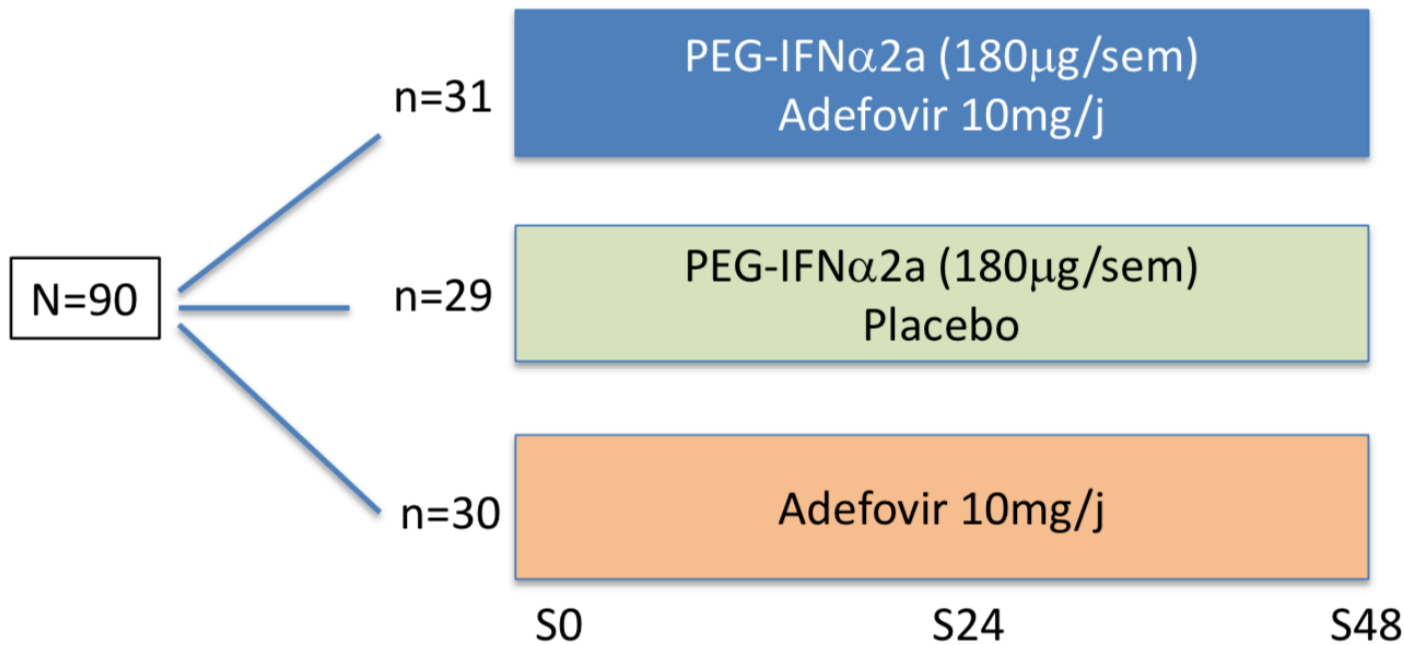 n=31
PEG-IFNα2a (180μg/sem)
Adefovir 10mg/j
N=90
n=29
PEG-IFNα2a (180μg/sem)
Placebo
n=30
Adefovir 10mg/j
S0
S24
S48